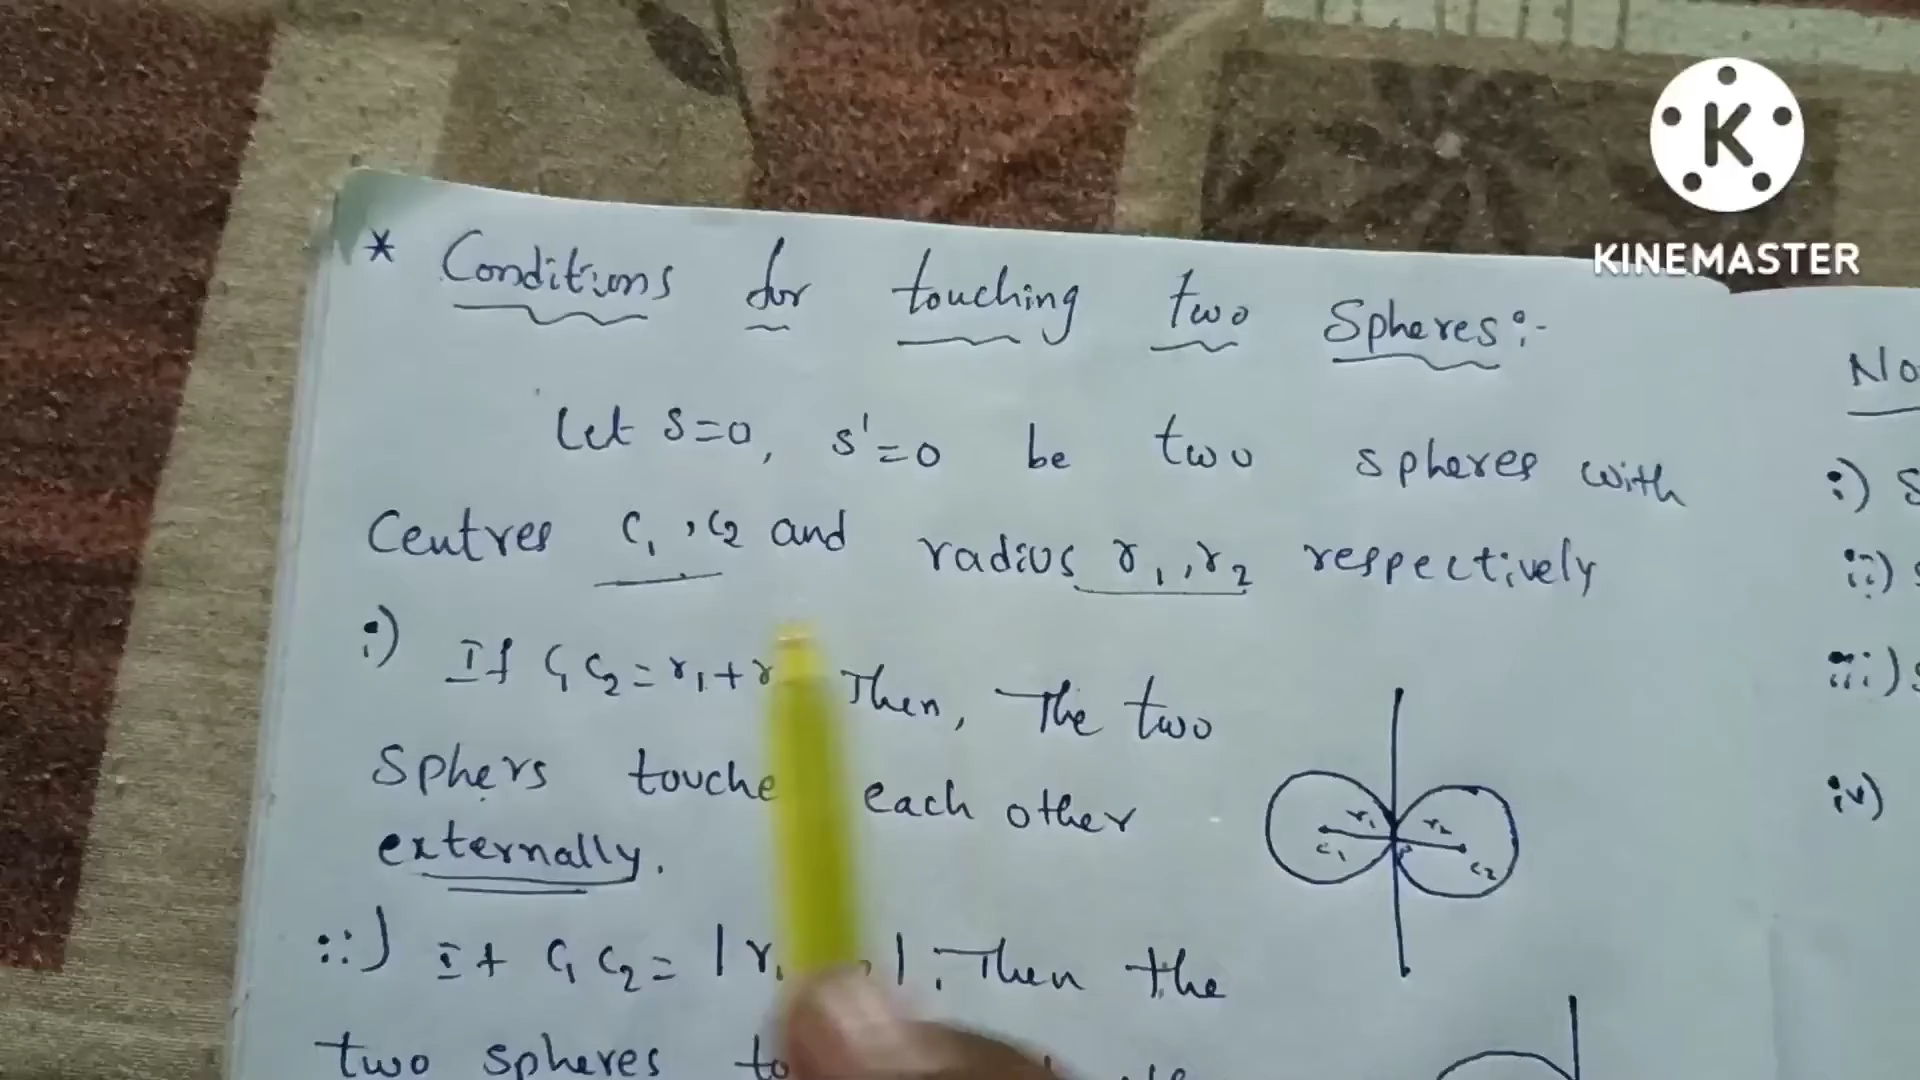 K
KINEMASTER
* Conditions for touching two Spheres:-
Let S=0, S'=0 be two spheres with
Centres C₁, C₂ and radius r₁, r₂ respectively
i) If C₁C₂ = r₁ + r Then, The two
Sphers touche each other
externally.
r₁ r₂
C₁ P C₂
ii) If C₁C₂ = |r₁ |. Then the
two spheres to
No
i) S
ii) S
iii) S
iv)